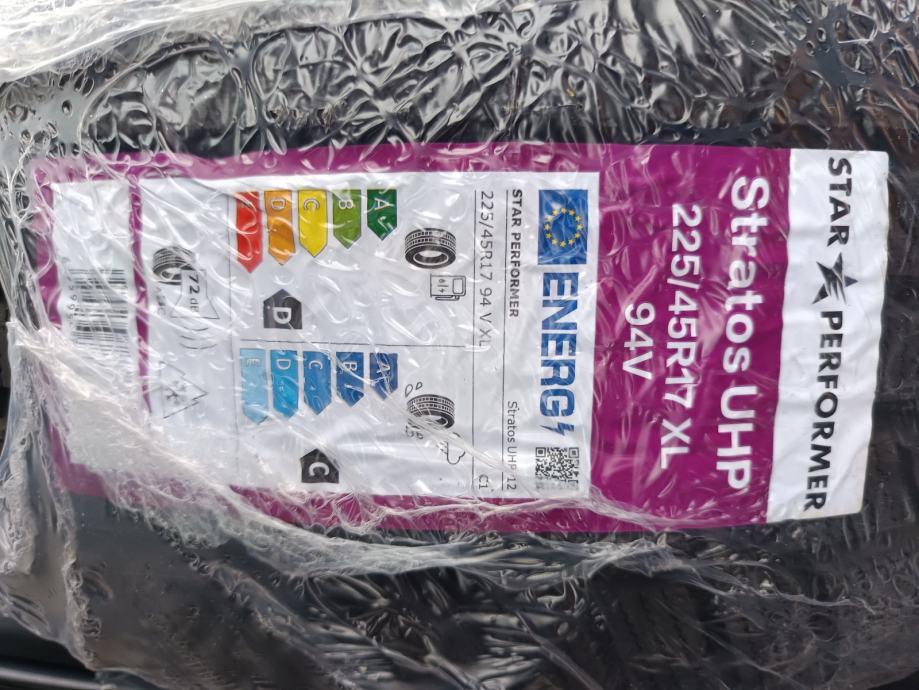 STAR PERFORMER
Stratos UHP
225/45R17 XL
94V
ENERG
STAR PERFORMER
Stratos UHP 12
225/45R17 94 V XL
C1
A
B
C
D
D
A
B
C
D
E
C
72 dB